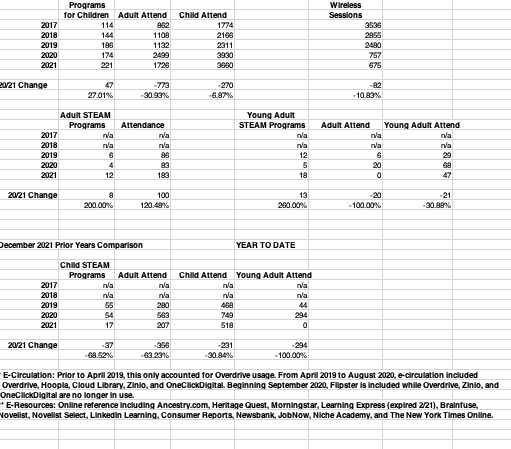 Programs Wireless
for Children Adult Attend Child Attend Sessions
2017 114 862 1774 3536
2018 144 1108 2166 2855
2019 186 1132 2311 2480
2020 174 2499 3930 757
2021 221 1726 3660 675
20/21 Change 47 -773 -270 -82
27.01% -30.93% -6.87% -10.83%
Adult STEAM Young Adult
Programs Attendance STEAM Programs Adult Attend Young Adult Attend
2017 n/a n/a n/a n/a n/a
2018 n/a n/a n/a n/a n/a
2019 6 86 12 6 29
2020 4 83 5 20 68
2021 12 183 18 0 47
20/21 Change 8 100 13 -20 -21
200.00% 120.48% 260.00% -100.00% -30.88%
December 2021 Prior Years Comparison YEAR TO DATE
Child STEAM
Programs Adult Attend Child Attend Young Adult Attend
2017 n/a n/a n/a n/a
2018 n/a n/a n/a n/a
2019 55 280 468 44
2020 54 563 749 294
2021 17 207 518 0
20/21 Change -37 -356 -231 -294
-68.52% -63.23% -30.84% -100.00%
* E-Circulation: Prior to April 2019, this only accounted for Overdrive usage. From April 2019 to August 2020, e-circulation included
Overdrive, Hoopla, Cloud Library, Zinio, and OneClickDigital. Beginning September 2020, Flipster is included while Overdrive, Zinio, and
OneClickDigital are no longer in use.
** E-Resources: Online reference including Ancestry.com, Heritage Quest, Morningstar, Learning Express (expired 2/21), Brainfuse,
Novelist, Novelist Select, LinkedIn Learning, Consumer Reports, Newsbank, JobNow, Niche Academy, and The New York Times Online.